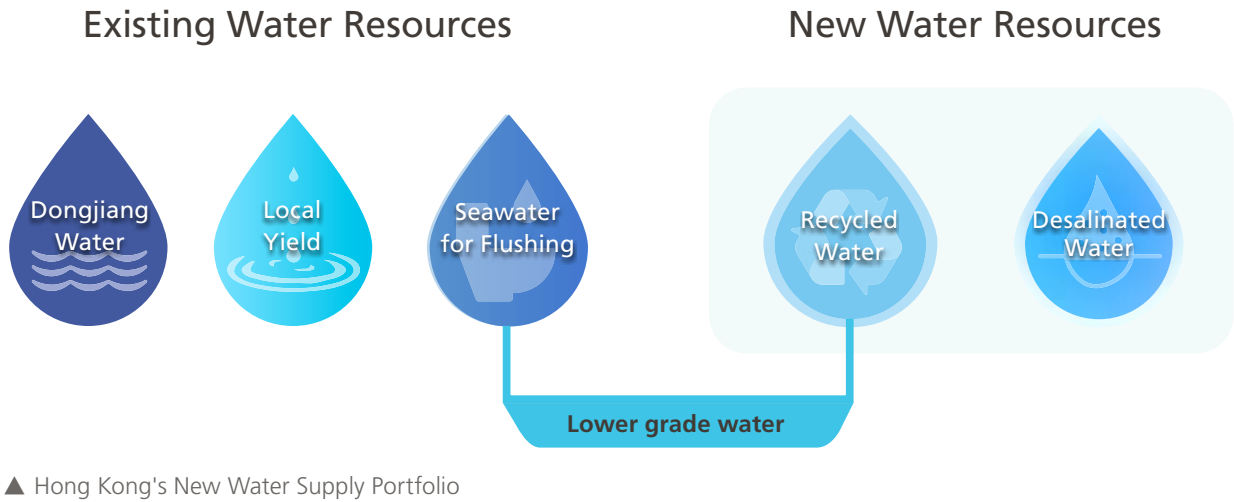 Existing Water Resources
New Water Resources
Dongjiang
Water
Local
Yield
Seawater
for Flushing
Recycled
Water
Desalinated
Water
Lower grade water
▲ Hong Kong's New Water Supply Portfolio